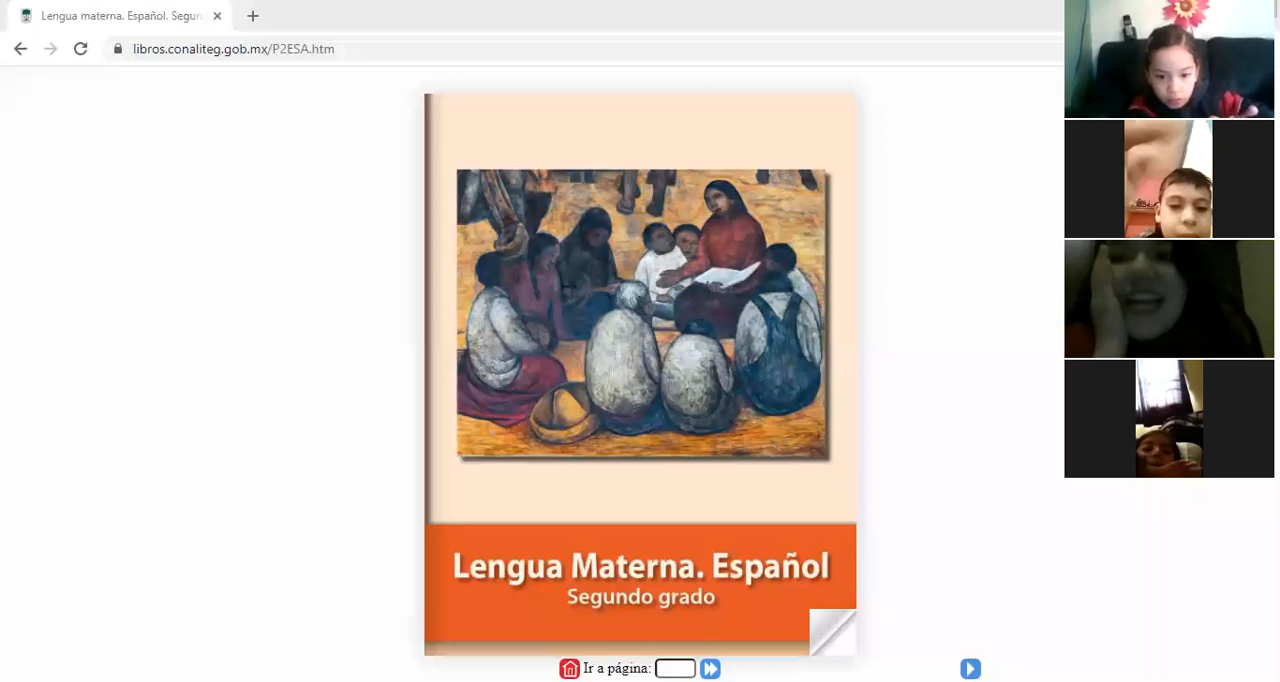 Lengua materna. Español. Segun
libros.conaliteg.gob.mx/P2ESA.htm
Lengua Materna. Español
Segundo grado
Ir a página: